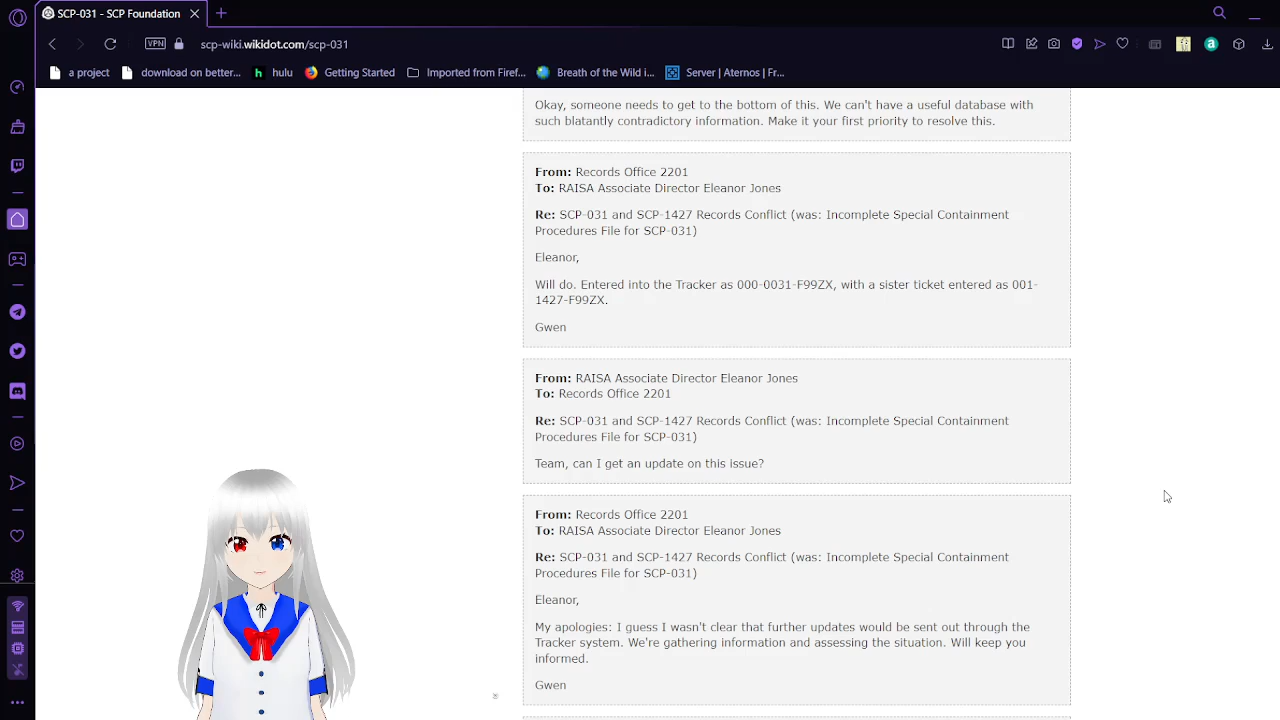 SCP-031 - SCP Foundation
VPN
scp-wiki.wikidot.com/scp-031
a
a project
download on better...
h hulu
Getting Started
Imported from Firef...
Breath of the Wild i...
Server | Aternos | Fr...
Okay, someone needs to get to the bottom of this. We can't have a useful database with
such blatantly contradictory information. Make it your first priority to resolve this.
From: Records Office 2201
To: RAISA Associate Director Eleanor Jones
Re: SCP-031 and SCP-1427 Records Conflict (was: Incomplete Special Containment
Procedures File for SCP-031)
Eleanor,
Will do. Entered into the Tracker as 000-0031-F99ZX, with a sister ticket entered as 001-
1427-F99ZX.
Gwen
From: RAISA Associate Director Eleanor Jones
To: Records Office 2201
Re: SCP-031 and SCP-1427 Records Conflict (was: Incomplete Special Containment
Procedures File for SCP-031)
Team, can I get an update on this issue?
From: Records Office 2201
To: RAISA Associate Director Eleanor Jones
Re: SCP-031 and SCP-1427 Records Conflict (was: Incomplete Special Containment
Procedures File for SCP-031)
Eleanor,
My apologies: I guess I wasn't clear that further updates would be sent out through the
Tracker system. We're gathering information and assessing the situation. Will keep you
informed.
Gwen